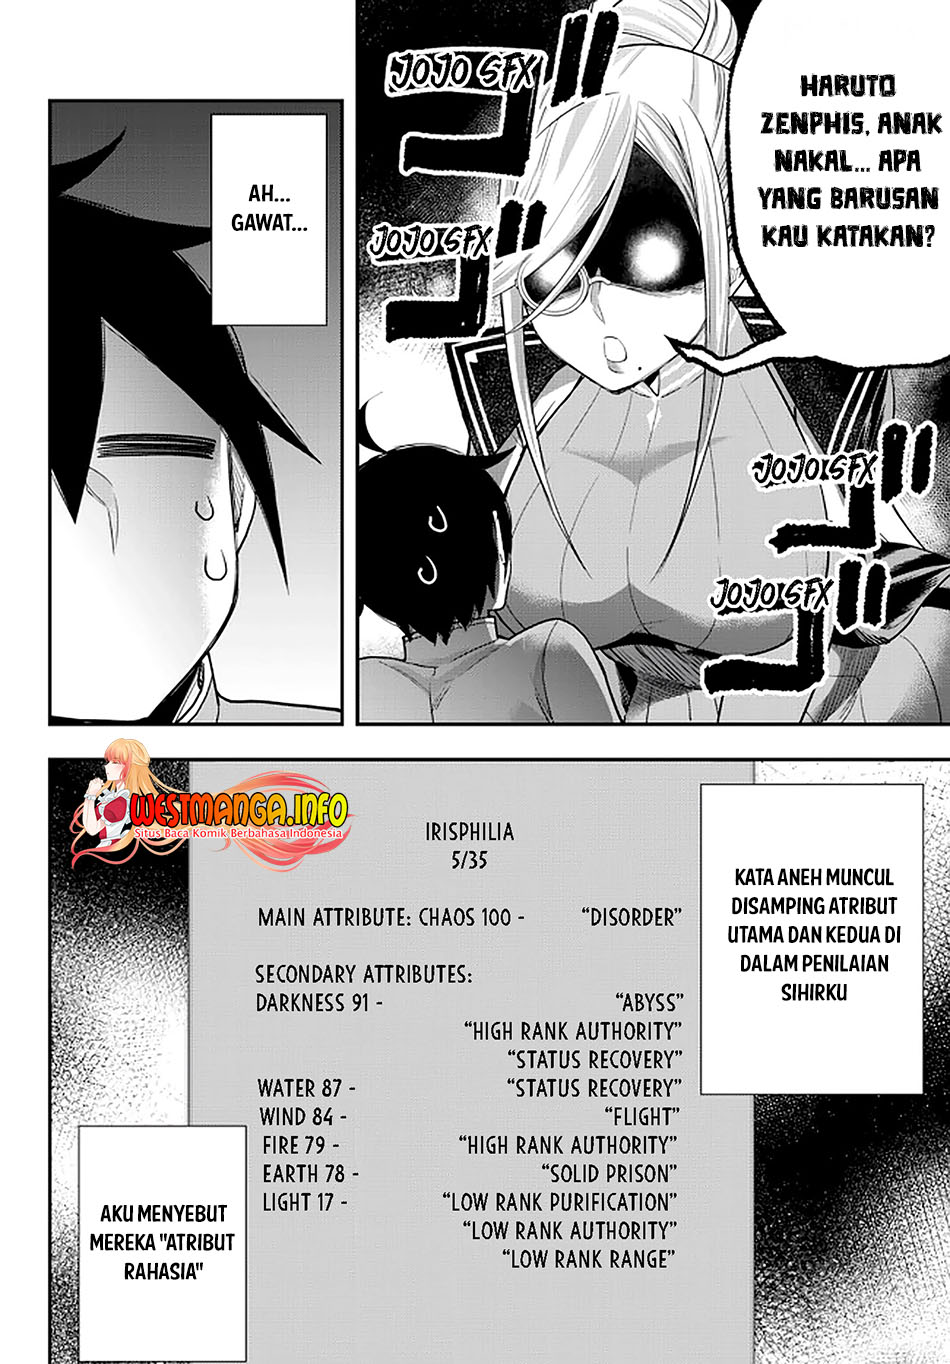 HARUTO
ZENPHIS, ANAK
NAKAL... APA
YANG BARUSAN
KAU KATAKAN?
JOJO SFX
JOJO SFX
JOJO SFX
JOJO SFX
ゴ
ゴ
ゴ
ゴ
AH...
GAWAT...
WESTMANGA.INFO
Situs Baca Komik Berbahasa Indonesia
IRISPHILIA
5/35
MAIN ATTRIBUTE: CHAOS 100 - "DISORDER"
SECONDARY ATTRIBUTES:
DARKNESS 91 - "ABYSS"
"HIGH RANK AUTHORITY"
"STATUS RECOVERY"
WATER 87 - "STATUS RECOVERY"
WIND 84 - "FLIGHT"
FIRE 79 - "HIGH RANK AUTHORITY"
EARTH 78 - "SOLID PRISON"
LIGHT 17 - "LOW RANK PURIFICATION"
"LOW RANK AUTHORITY"
"LOW RANK RANGE"
KATA ANEH MUNCUL
DISAMPING ATRIBUT
UTAMA DAN KEDUA DI
DALAM PENILAIAN
SIHIRKU
AKU MENYEBUT
MEREKA "ATRIBUT
RAHASIA"